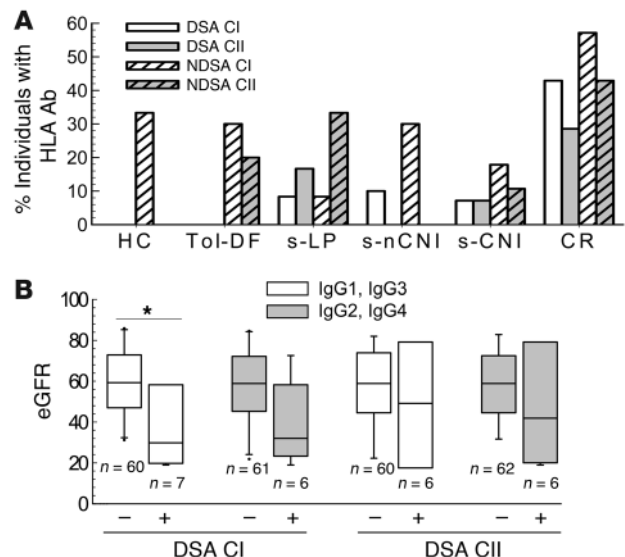 A
% Individuals with
HLA Ab
60
50
40
30
20
10
0
DSA CI
DSA CII
NDSA CI
NDSA CII
HC Tol-DF s-LP s-nCNI s-CNI CR
B
IgG1, IgG3
IgG2, IgG4
eGFR
100
80
60
40
20
0
*
n = 60
n = 7
n = 61
n = 6
n = 60
n = 6
n = 62
n = 6
− + − + − + − +
DSA CI DSA CII